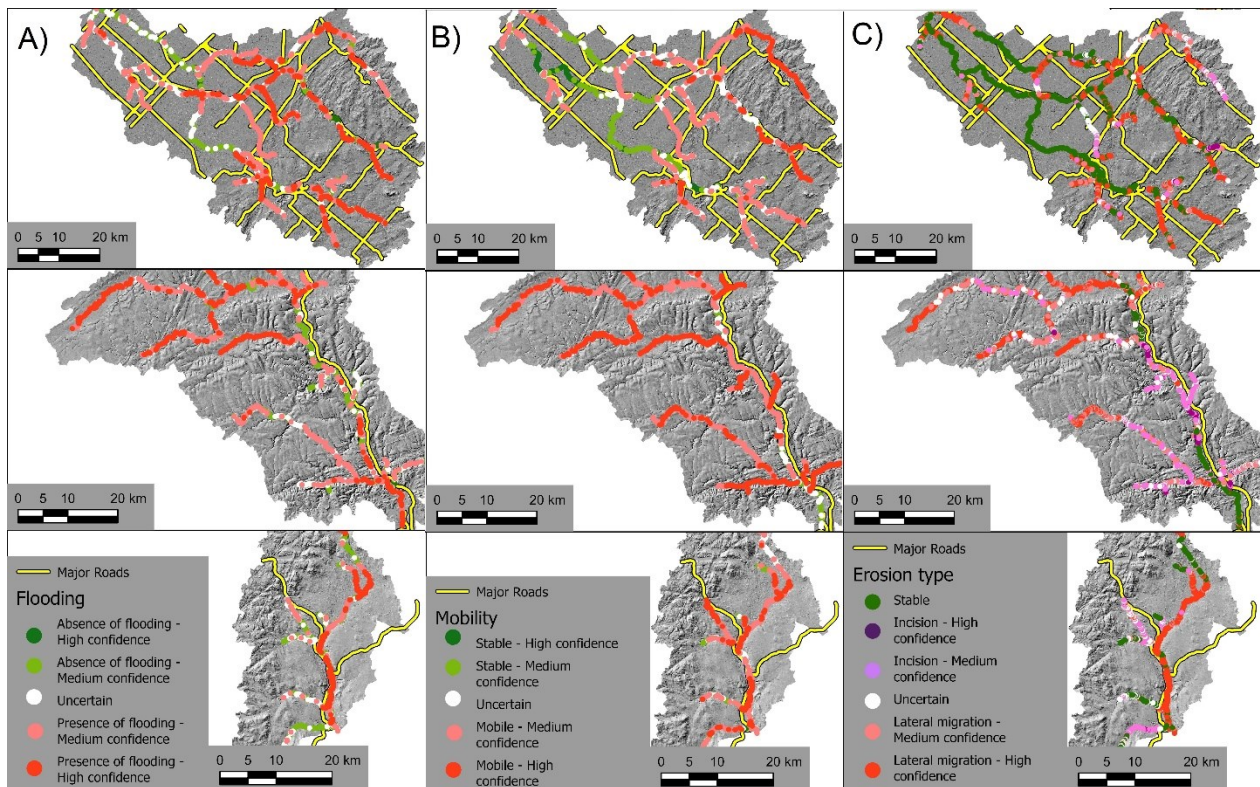 A)
B)
C)
0 5 10 20 km
0 5 10 20 km
0 5 10 20 km
0 5 10 20 km
0 5 10 20 km
0 5 10 20 km
Major Roads
Flooding
Absence of flooding -
High confidence
Absence of flooding -
Medium confidence
Uncertain
Presence of flooding -
Medium confidence
Presence of flooding -
High confidence
0 5 10 20 km
Major Roads
Mobility
Stable - High confidence
Stable - Medium
confidence
Uncertain
Mobile - Medium
confidence
Mobile - High
confidence
0 5 10 20 km
Major Roads
Erosion type
Stable
Incision - High
confidence
Incision - Medium
confidence
Uncertain
Lateral migration -
Medium confidence
Lateral migration - High
confidence
0 5 10 20 km